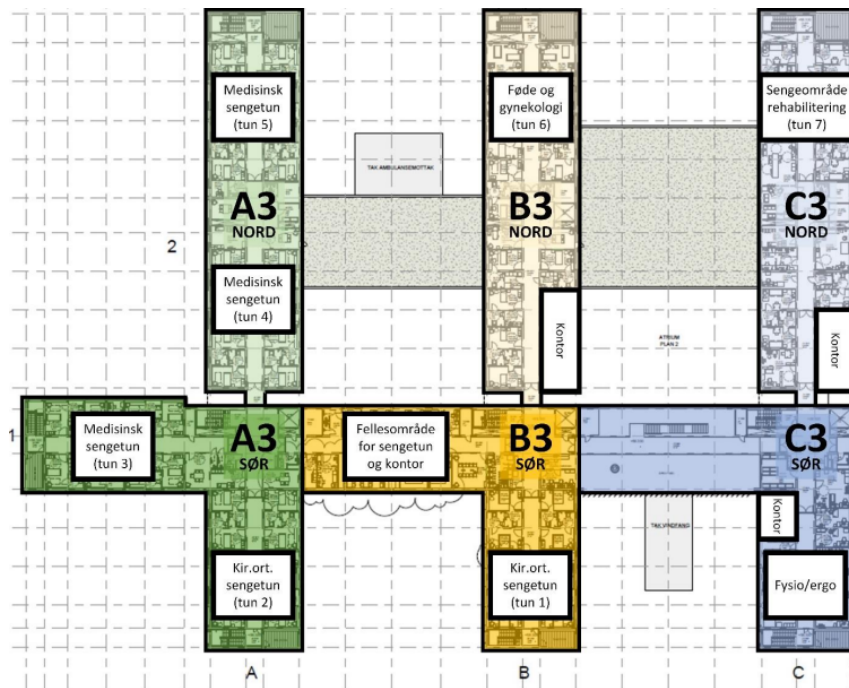 Medisinsk
sengetun
(tun 5)
Føde og
gynekologi
(tun 6)
Sengeområde
rehabilitering
(tun 7)
TAK AMBULANSEMOTTAK
A3
NORD
B3
NORD
C3
NORD
2
Medisinsk
sengetun
(tun 4)
Kontor
ATRIUM
PLAN 2
Kontor
1
Medisinsk
sengetun
(tun 3)
A3
SØR
Fellesområde
for sengetun
og kontor
B3
SØR
C3
SØR
Kontor
TAK VINDFANG
Kir.ort.
sengetun
(tun 2)
Kir.ort.
sengetun
(tun 1)
Fysio/ergo
A
B
C